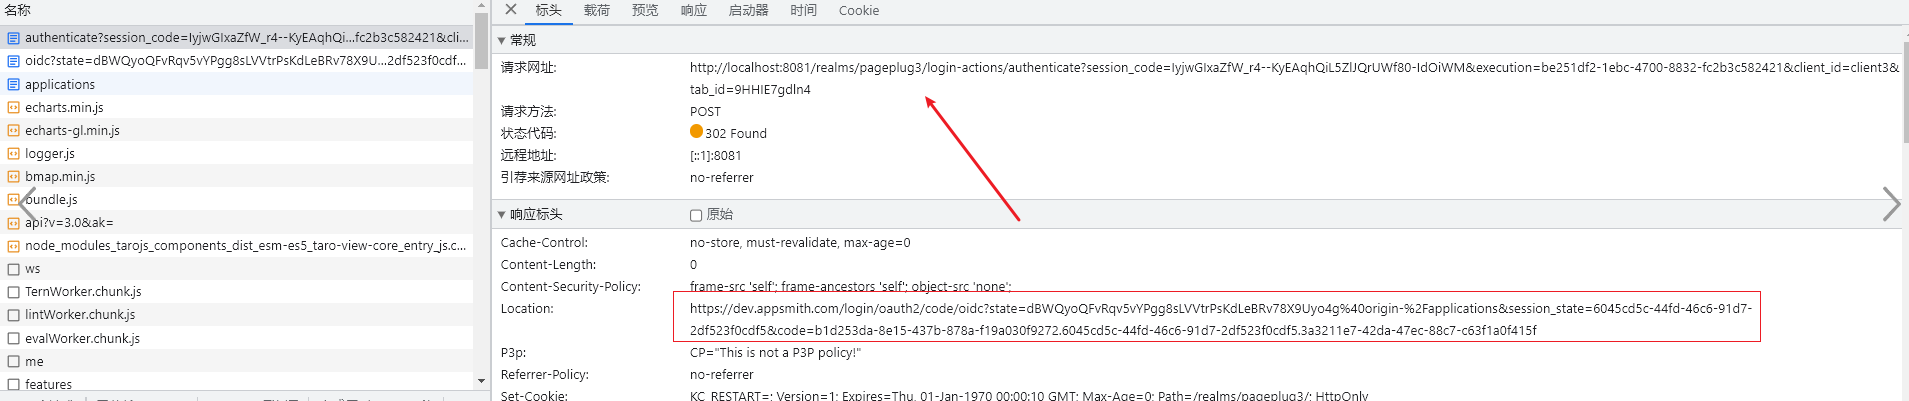 名称
authenticate?session_code=IyjwGIxaZfW_r4--KyEAqhQi...fc2b3c582421&cli...
oidc?state=dBWQyoQFvRqv5vYPgg8sLVVtrPsKdLeBRv78X9U...2df523f0cdf...
applications
echarts.min.js
echarts-gl.min.js
logger.js
bmap.min.js
bundle.js
api?v=3.0&ak=
node_modules_tarojs_components_dist_esm-es5_taro-view-core_entry_js.c...
ws
TernWorker.chunk.js
lintWorker.chunk.js
evalWorker.chunk.js
me
features
标头 载荷 预览 响应 启动器 时间 Cookie
常规
请求网址: http://localhost:8081/realms/pageplug3/login-actions/authenticate?session_code=IyjwGIxaZfW_r4--KyEAqhQiL5ZlJQrUWf80-IdOiWM&execution=be251df2-1ebc-4700-8832-fc2b3c582421&client_id=client3&
tab_id=9HHIE7gdln4
请求方法: POST
状态代码: 302 Found
远程地址: [::1]:8081
引荐来源网址政策: no-referrer
响应标头 原始
Cache-Control: no-store, must-revalidate, max-age=0
Content-Length: 0
Content-Security-Policy: frame-src 'self'; frame-ancestors 'self'; object-src 'none';
Location: https://dev.appsmith.com/login/oauth2/code/oidc?state=dBWQyoQFvRqv5vYPgg8sLVVtrPsKdLeBRv78X9Uyo4g%40origin-%2Fapplications&session_state=6045cd5c-44fd-46c6-91d7-
2df523f0cdf5&code=b1d253da-8e15-437b-878a-f19a030f9272.6045cd5c-44fd-46c6-91d7-2df523f0cdf5.3a3211e7-42da-47ec-88c7-c63f1a0f415f
P3p: CP="This is not a P3P policy!"
Referrer-Policy: no-referrer
Set-Cookie: KC_RESTART=; Version=1; Expires=Thu, 01-Jan-1970 00:00:10 GMT; Max-Age=0; Path=/realms/pageplug3/; HttpOnly